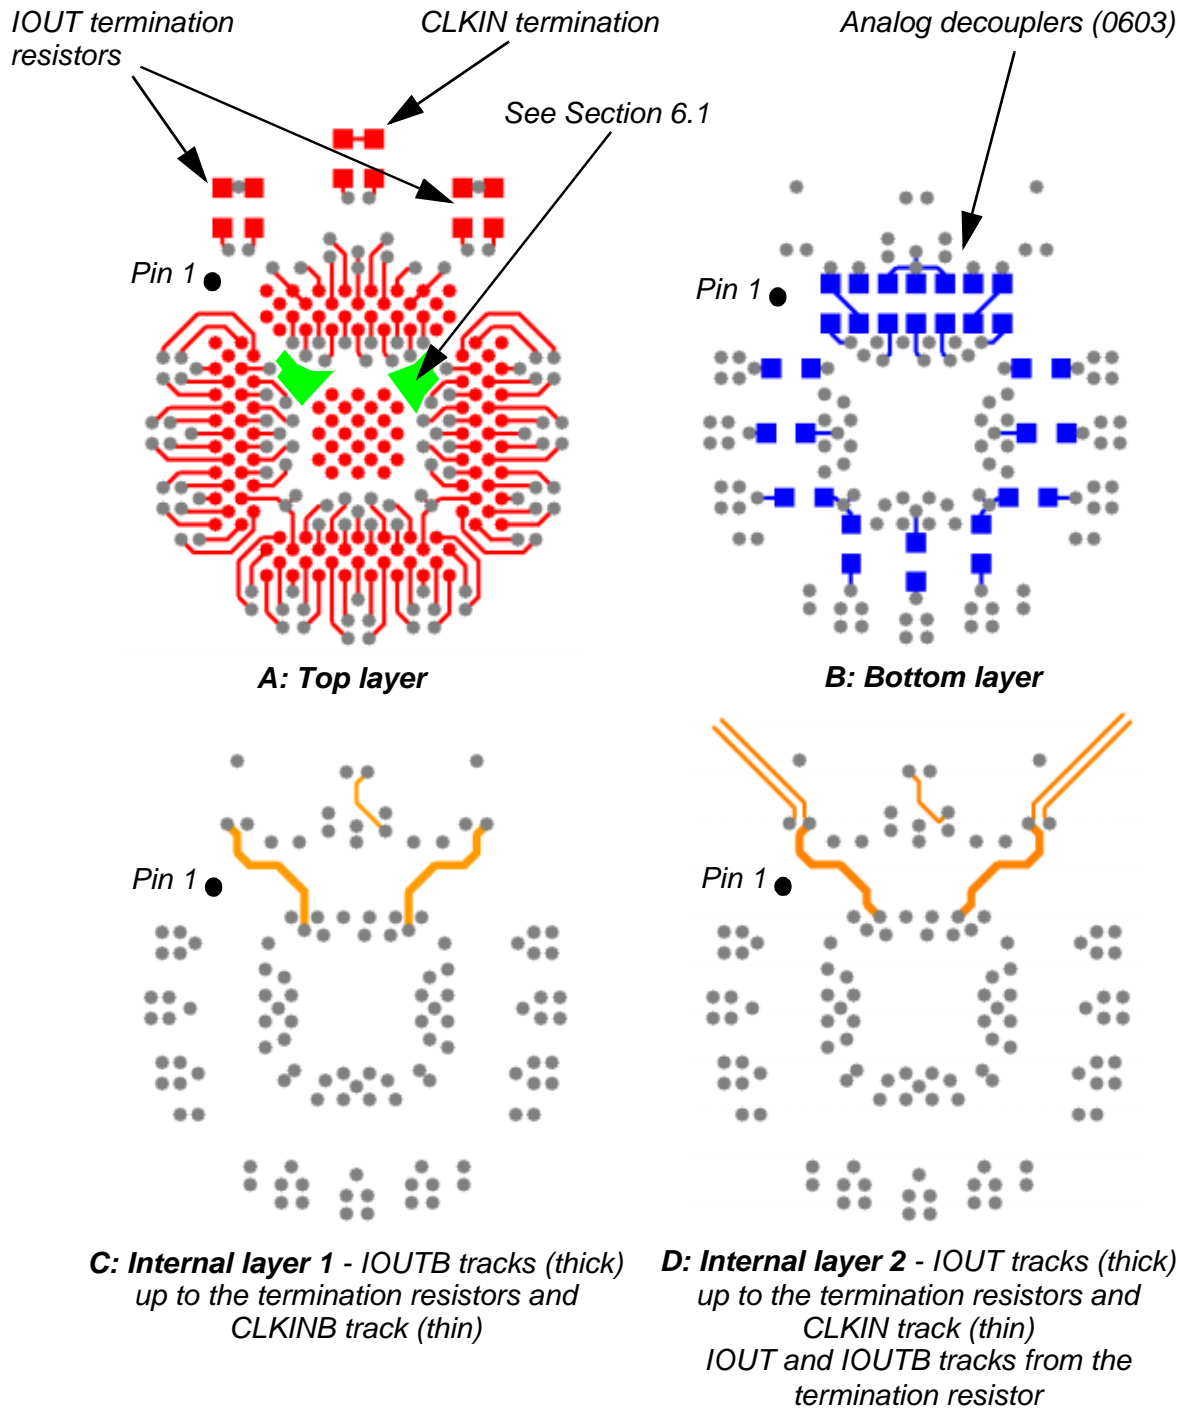 IOUT termination
resistors
CLKIN termination
Analog decouplers (0603)
See Section 6.1
Pin 1
Pin 1
A: Top layer
B: Bottom layer
Pin 1
Pin 1
C: Internal layer 1 - IOUTB tracks (thick)
up to the termination resistors and
CLKINB track (thin)
D: Internal layer 2 - IOUT tracks (thick)
up to the termination resistors and
CLKIN track (thin)
IOUT and IOUTB tracks from the
termination resistor